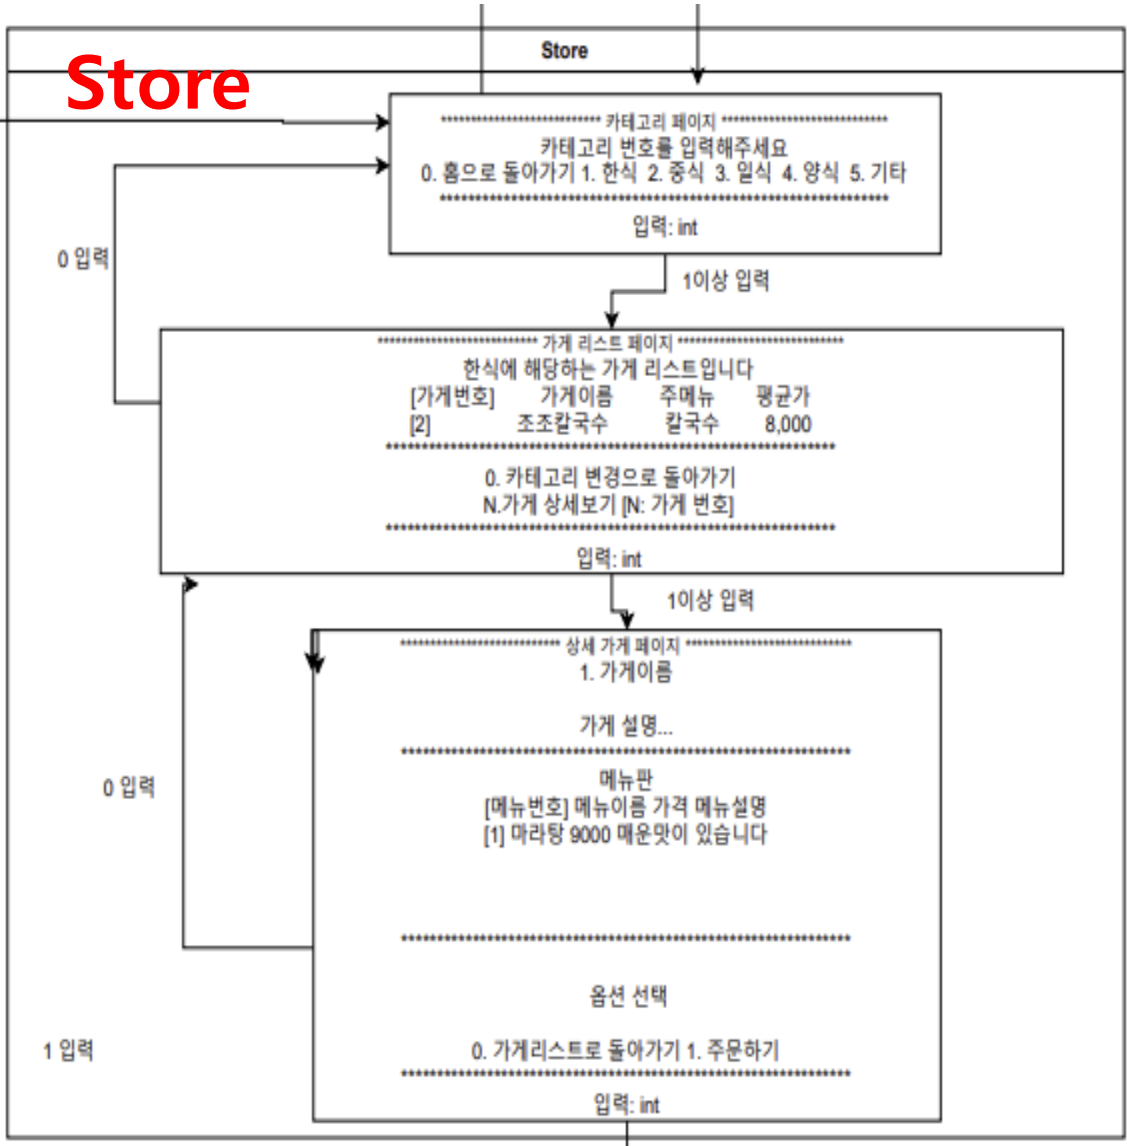 Store
Store
**************************** 카테고리 페이지 ****************************
카테고리 번호를 입력해주세요
0. 홈으로 돌아가기 1. 한식 2. 중식 3. 일식 4. 양식 5. 기타
****************************************************************
입력: int
0 입력
1이상 입력
**************************** 가게 리스트 페이지 ****************************
한식에 해당하는 가게 리스트입니다
[가게번호] 가게이름 주메뉴 평균가
[2] 조조칼국수 칼국수 8,000
****************************************************************
0. 카테고리 변경으로 돌아가기
N.가게 상세보기 [N: 가게 번호]
****************************************************************
입력: int
1이상 입력
**************************** 상세 가게 페이지 ****************************
1. 가게이름
가게 설명...
****************************************************************
메뉴판
0 입력
[메뉴번호] 메뉴이름 가격 메뉴설명
[1] 마라탕 9000 매운맛이 있습니다
****************************************************************
옵션 선택
1 입력
0. 가게리스트로 돌아가기 1. 주문하기
****************************************************************
입력: int